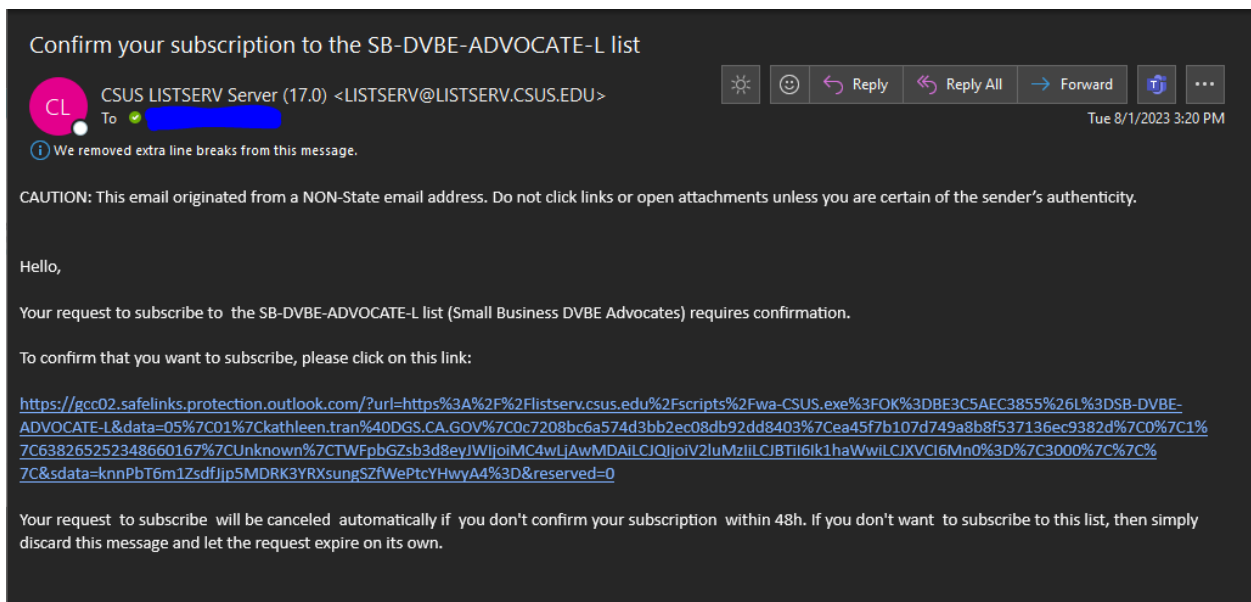 Confirm your subscription to the SB-DVBE-ADVOCATE-L list
CL
CSUS LISTSERV Server (17.0) <LISTSERV@LISTSERV.CSUS.EDU>
To
Reply
Reply All
Forward
Tue 8/1/2023 3:20 PM
We removed extra line breaks from this message.
CAUTION: This email originated from a NON-State email address. Do not click links or open attachments unless you are certain of the sender's authenticity.
Hello,
Your request to subscribe to  the SB-DVBE-ADVOCATE-L list (Small Business DVBE Advocates) requires confirmation.
To confirm that you want to subscribe, please click on this link:
https://gcc02.safelinks.protection.outlook.com/?url=https%3A%2F%2Flistserv.csus.edu%2Fscripts%2Fwa-CSUS.exe%3FOK%3DBE3C5AEC3855%26L%3DSB-DVBE-
ADVOCATE-L&data=05%7C01%7Ckathleen.tran%40DGS.CA.GOV%7C0c7208bc6a574d3bb2ec08db92dd8403%7Cea45f7b107d749a8b8f537136ec9382d%7C0%7C1%
7C638265252348660167%7CUnknown%7CTWFpbGZsb3d8eyJWIjoiMC4wLjAwMDAiLCJQIjoiV2luMzIiLCJBTiI6Ik1haWwiLCJXVCI6Mn0%3D%7C3000%7C%7C%
7C&sdata=knnPbT6m1ZsdfJjp5MDRK3YRXsungSZfWePtcYHwyA4%3D&reserved=0
Your request  to subscribe  will be canceled  automatically if  you don't confirm your subscription  within 48h. If you don't want  to subscribe to this list, then simply
discard this message and let the request expire on its own.